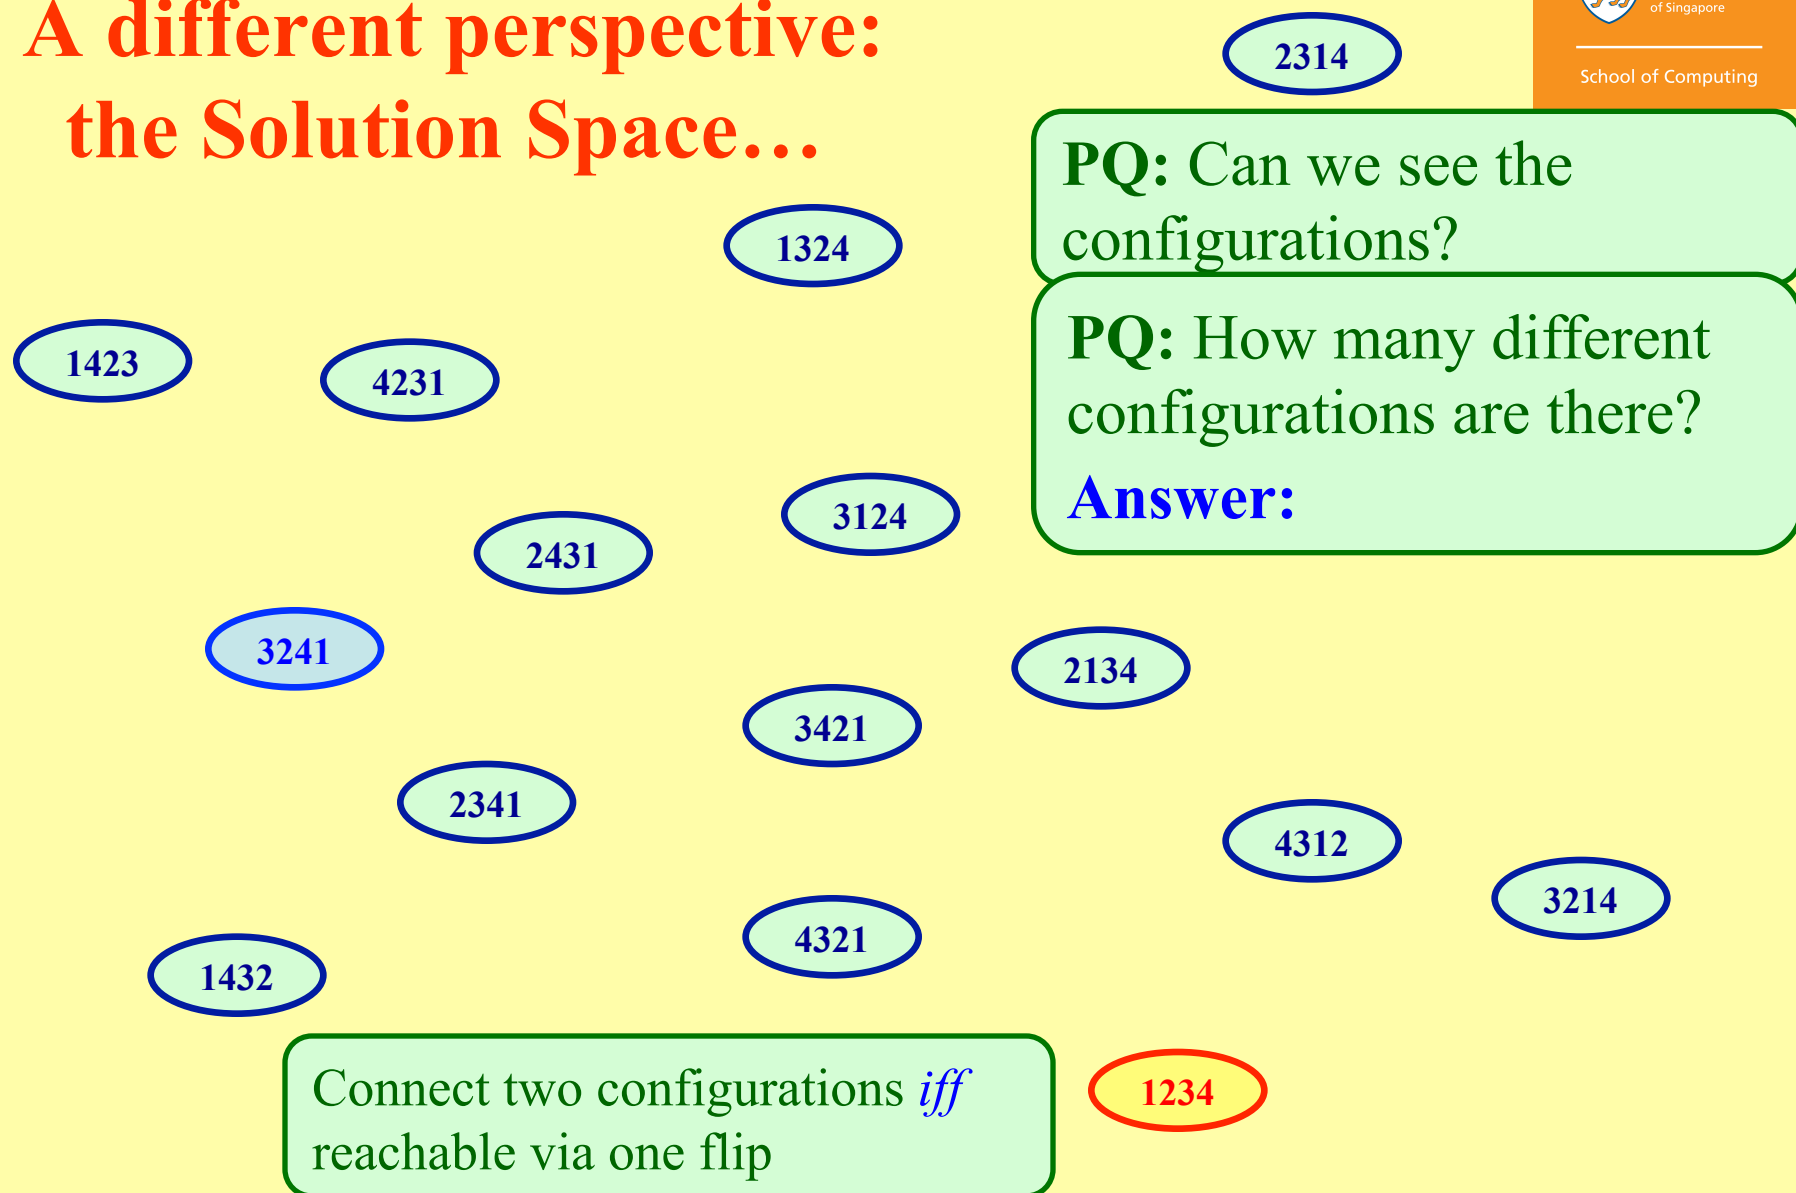 A different perspective:
the Solution Space…
of Singapore
School of Computing
2314
PQ: Can we see the
configurations?
1324
PQ: How many different
configurations are there?
Answer:
1423
4231
3124
2431
3241
2134
3421
2341
4312
3214
4321
1432
Connect two configurations iff
reachable via one flip
1234